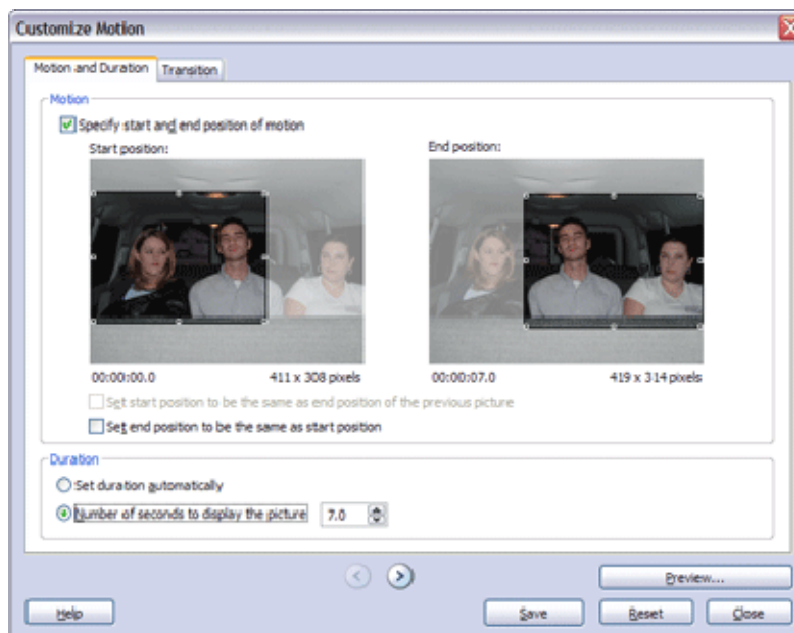 Customize Motion
Motion and Duration Transition
Motion
Specify start and end position of motion
Start position: End position:
00:00:00.0 411 x 308 pixels 00:00:07.0 419 x 314 pixels
Set start position to be the same as end position of the previous picture
Set end position to be the same as start position
Duration
Set duration automatically
Number of seconds to display the picture 7.0
< >
Preview...
Help Save Reset Close